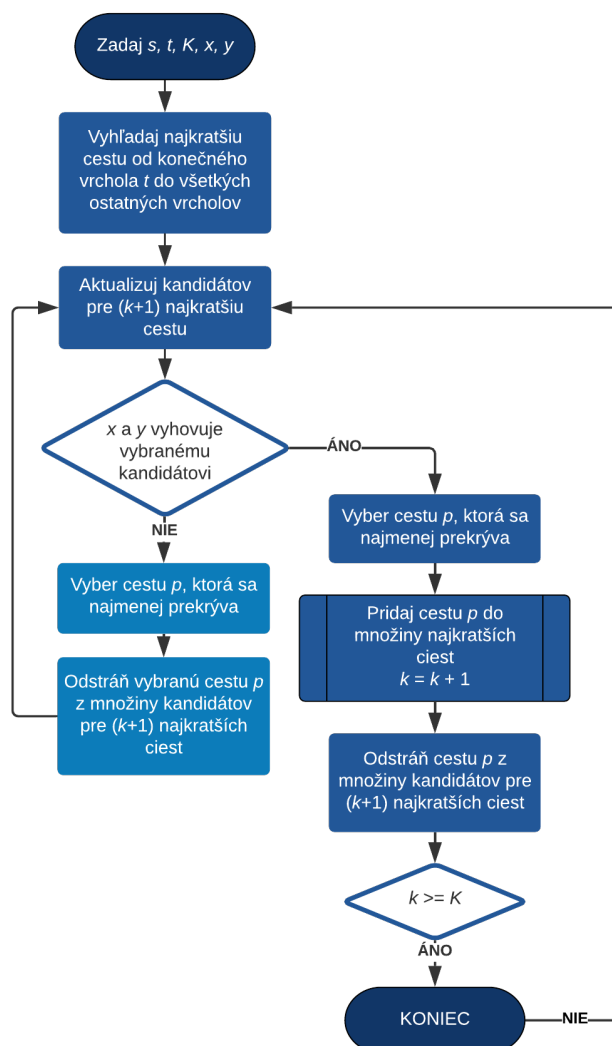 Zadaj s, t, K, x, y
Vyhľadaj najkratšiu
cestu od konečného
vrchola t do všetkých
ostatných vrcholov
Aktualizuj kandidátov
pre (k+1) najkratšiu
cestu
x a y vyhovuje
vybranému
kandidátovi
ÁNO
NIE
Vyber cestu p, ktorá sa
najmenej prekrýva
Odstráň vybranú cestu p
z množiny kandidátov
pre (k+1) najkratších
ciest
Vyber cestu p, ktorá sa
najmenej prekrýva
Pridaj cestu p do
množiny najkratších
ciest
k = k + 1
Odstráň cestu p z
množiny kandidátov pre
(k+1) najkratších ciest
k >= K
ÁNO
KONIEC
NIE